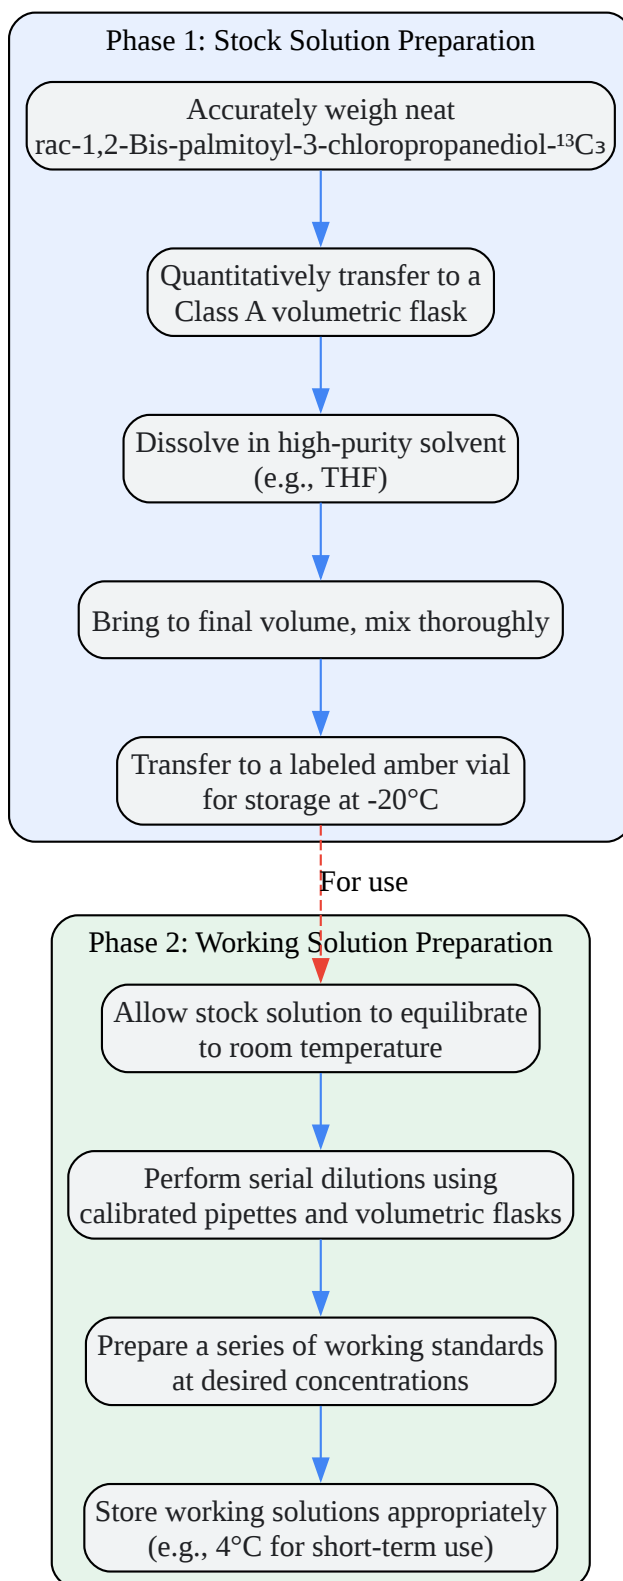 Phase 1: Stock Solution Preparation
Accurately weigh neat
rac-1,2-Bis-palmitoyl-3-chloropropanediol-¹³C₃
Quantitatively transfer to a
Class A volumetric flask
Dissolve in high-purity solvent
(e.g., THF)
Bring to final volume, mix thoroughly
Transfer to a labeled amber vial
for storage at -20°C
For use
Phase 2: Working Solution Preparation
Allow stock solution to equilibrate
to room temperature
Perform serial dilutions using
calibrated pipettes and volumetric flasks
Prepare a series of working standards
at desired concentrations
Store working solutions appropriately
(e.g., 4°C for short-term use)